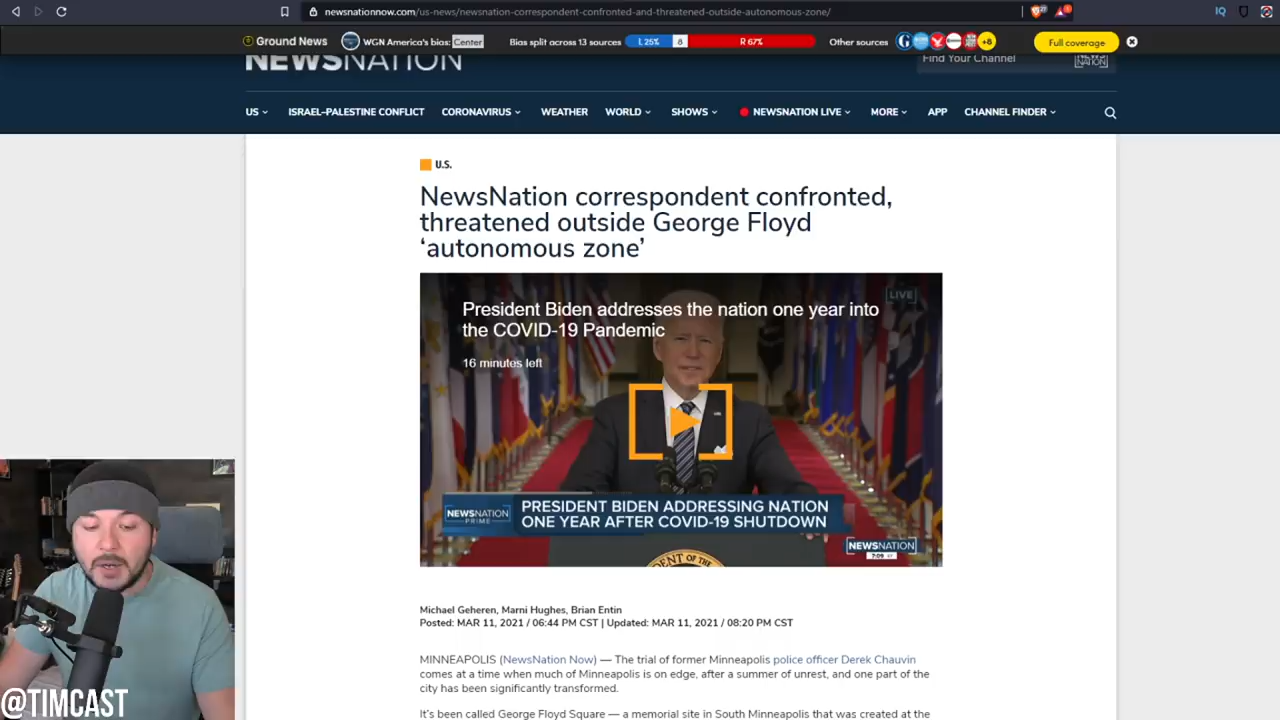 newsnationnow.com/us-news/newsnation-correspondent-confronted-and-threatened-outside-autonomous-zone/
Ground News
WGN America's bias: Center
Bias split across 13 sources
L 25%
8
R 67%
Other sources
+8
Full coverage
NEWSNATION
Find Your Channel
NEWS NATION
US
ISRAEL–PALESTINE CONFLICT
CORONAVIRUS
WEATHER
WORLD
SHOWS
NEWSNATION LIVE
MORE
APP
CHANNEL FINDER
U.S.
NewsNation correspondent confronted,
threatened outside George Floyd
‘autonomous zone’
President Biden addresses the nation one year into
the COVID-19 Pandemic
16 minutes left
LIVE
NEWSNATION
PRIME
PRESIDENT BIDEN ADDRESSING NATION
ONE YEAR AFTER COVID-19 SHUTDOWN
NEWSNATION
7:09
Michael Geheren, Marni Hughes, Brian Entin
Posted: MAR 11, 2021 / 06:44 PM CST | Updated: MAR 11, 2021 / 08:20 PM CST
MINNEAPOLIS (NewsNation Now) — The trial of former Minneapolis police officer Derek Chauvin
comes at a time when much of Minneapolis is on edge, after a summer of unrest, and one part of the
city has been significantly transformed.
It's been called George Floyd Square — a memorial site in South Minneapolis that was created at the
@TIMCAST